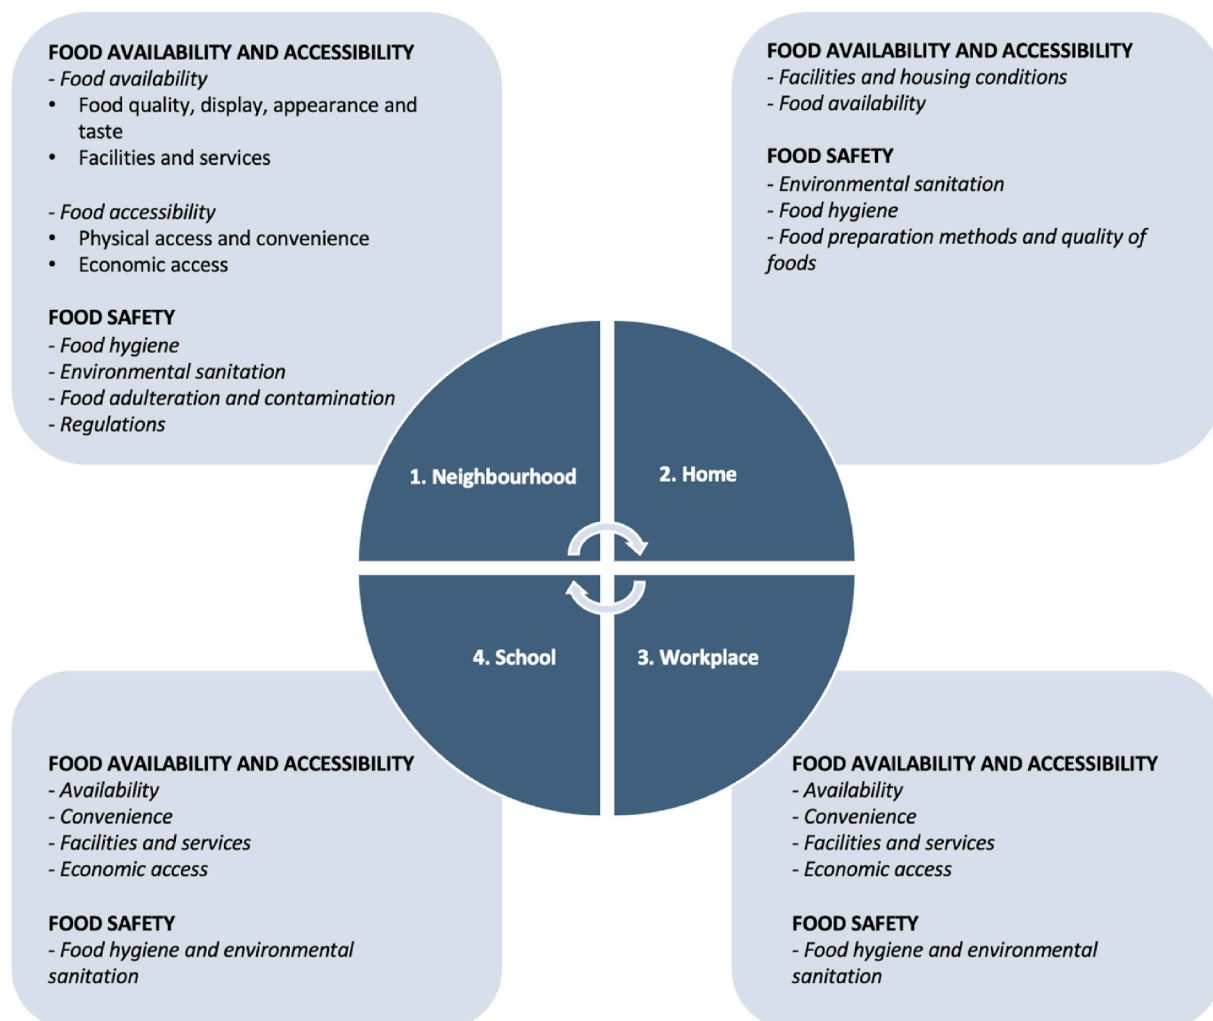 FOOD AVAILABILITY AND ACCESSIBILITY
- Food availability
• Food quality, display, appearance and
taste
• Facilities and services
- Food accessibility
• Physical access and convenience
• Economic access
FOOD SAFETY
- Food hygiene
- Environmental sanitation
- Food adulteration and contamination
- Regulations
FOOD AVAILABILITY AND ACCESSIBILITY
- Facilities and housing conditions
- Food availability
FOOD SAFETY
- Environmental sanitation
- Food hygiene
- Food preparation methods and quality of
foods
1. Neighbourhood
2. Home
4. School
3. Workplace
FOOD AVAILABILITY AND ACCESSIBILITY
- Availability
- Convenience
- Facilities and services
- Economic access
FOOD SAFETY
- Food hygiene and environmental
sanitation
FOOD AVAILABILITY AND ACCESSIBILITY
- Availability
- Convenience
- Facilities and services
- Economic access
FOOD SAFETY
- Food hygiene and environmental
sanitation